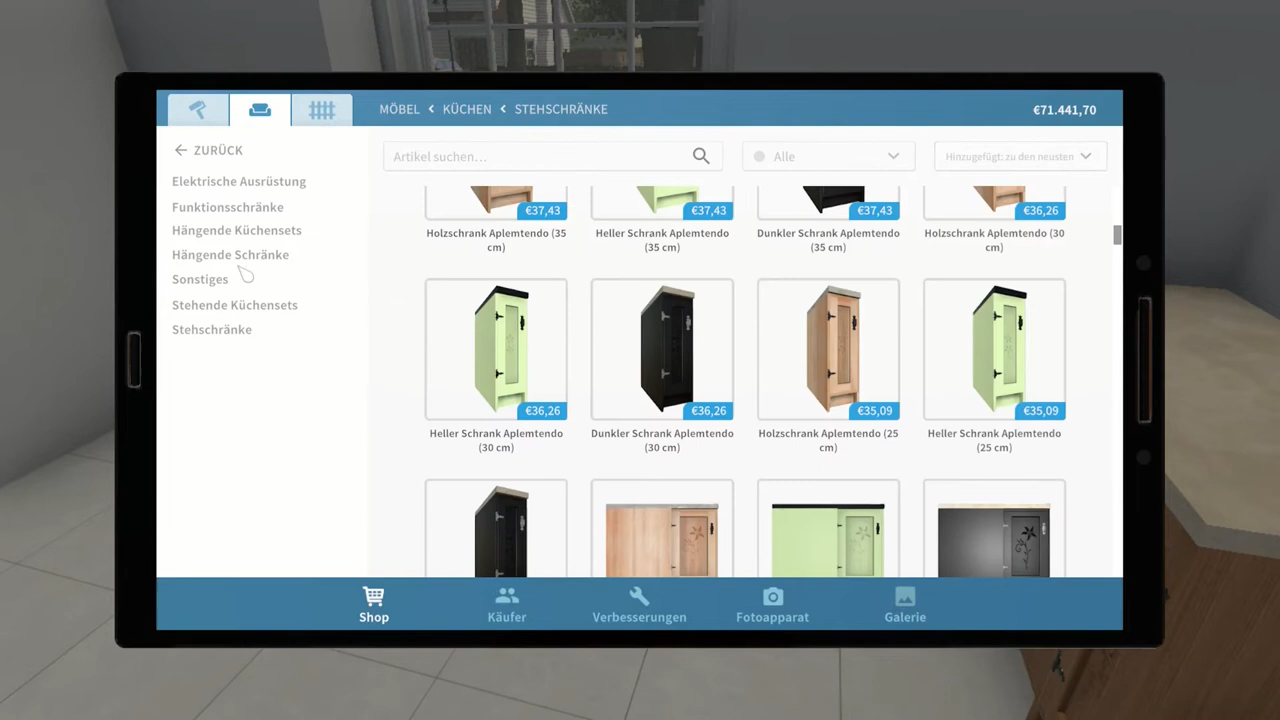 MÖBEL < KÜCHEN < STEHSCHRÄNKE
€71.441,70
ZURÜCK
Artikel suchen...
Alle
Hinzugefügt: zu den neusten
Elektrische Ausrüstung
Funktionsschränke
Hängende Küchensets
Hängende Schränke
Sonstiges
Stehende Küchensets
Stehschränke
€37,43
€37,43
€37,43
€36,26
Holzschrank Aplemtendo (35
cm)
Heller Schrank Aplemtendo
(35 cm)
Dunkler Schrank Aplemtendo
(35 cm)
Holzschrank Aplemtendo (30
cm)
€36,26
€36,26
€35,09
€35,09
Heller Schrank Aplemtendo
(30 cm)
Dunkler Schrank Aplemtendo
(30 cm)
Holzschrank Aplemtendo (25
cm)
Heller Schrank Aplemtendo
(25 cm)
Shop
Käufer
Verbesserungen
Fotoapparat
Galerie